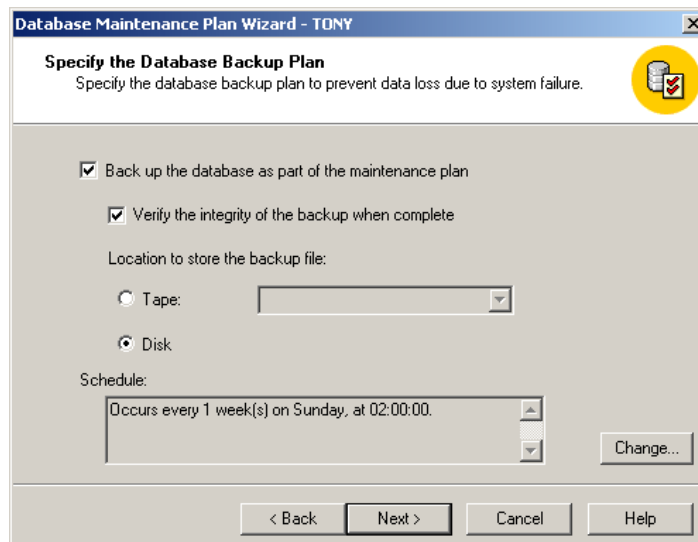 Database Maintenance Plan Wizard - TONY
Specify the Database Backup Plan
Specify the database backup plan to prevent data loss due to system failure.
Back up the database as part of the maintenance plan
Verify the integrity of the backup when complete
Location to store the backup file:
Tape:
Disk
Schedule:
Occurs every 1 week(s) on Sunday, at 02:00:00.
Change...
< Back Next > Cancel Help